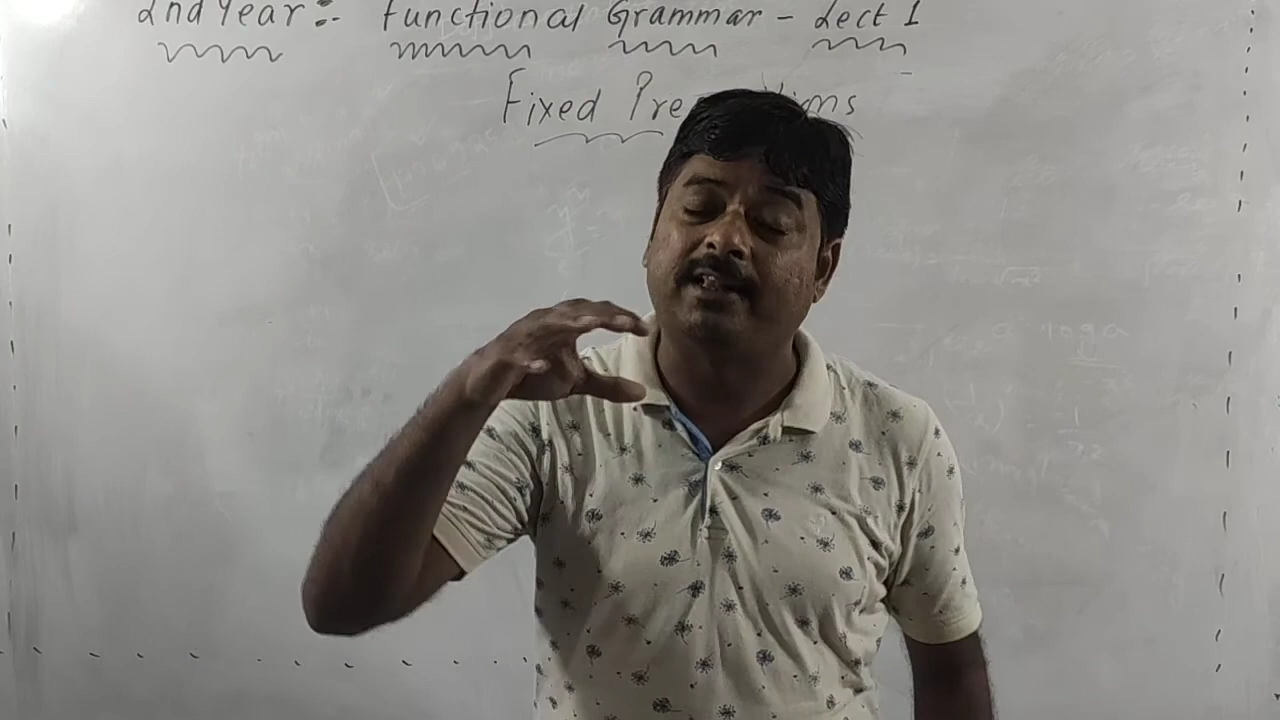 2nd Year :- Functional Grammar - Lect 1
Fixed